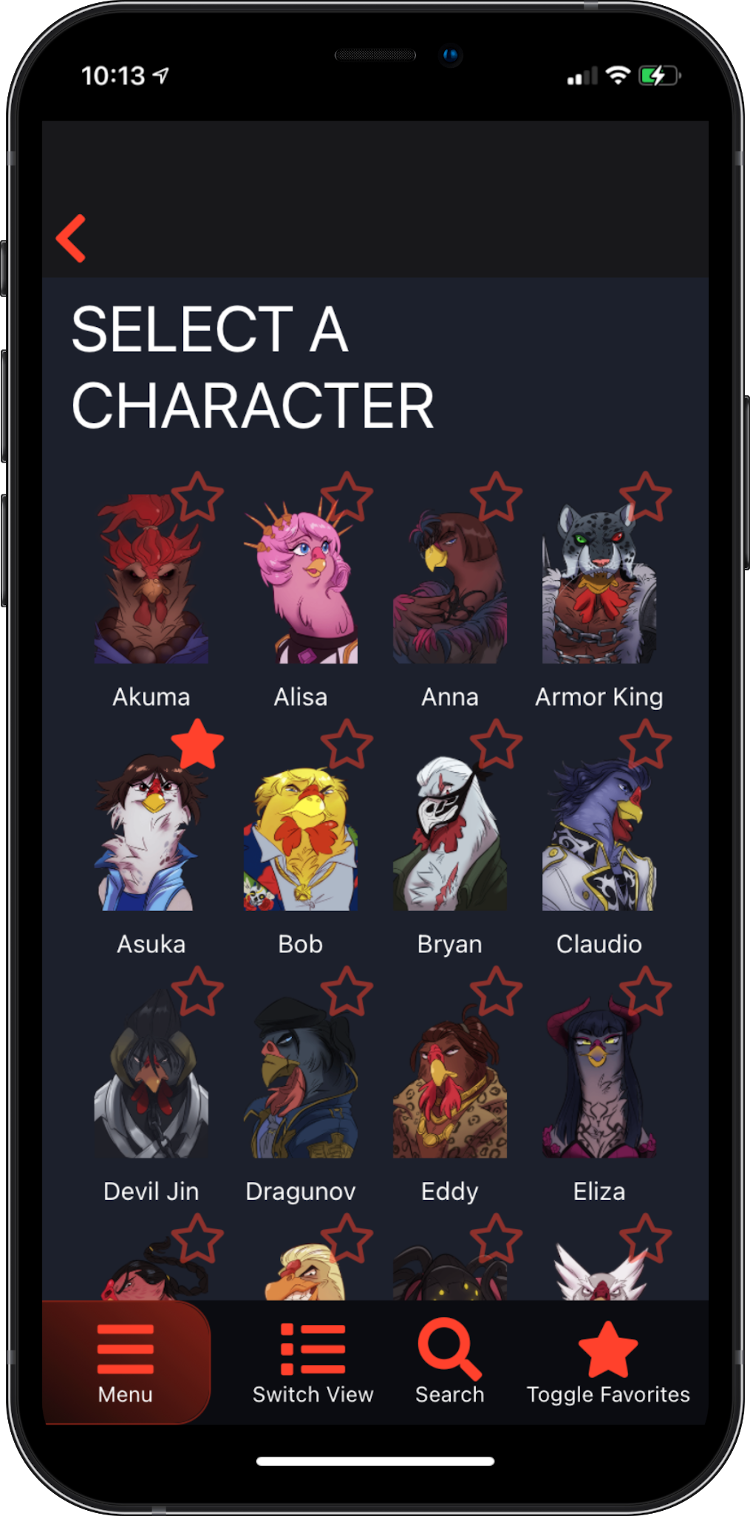 10:13
SELECT A
CHARACTER
Akuma
Alisa
Anna
Armor King
Asuka
Bob
Bryan
Claudio
Devil Jin
Dragunov
Eddy
Eliza
Menu
Switch View
Search
Toggle Favorites